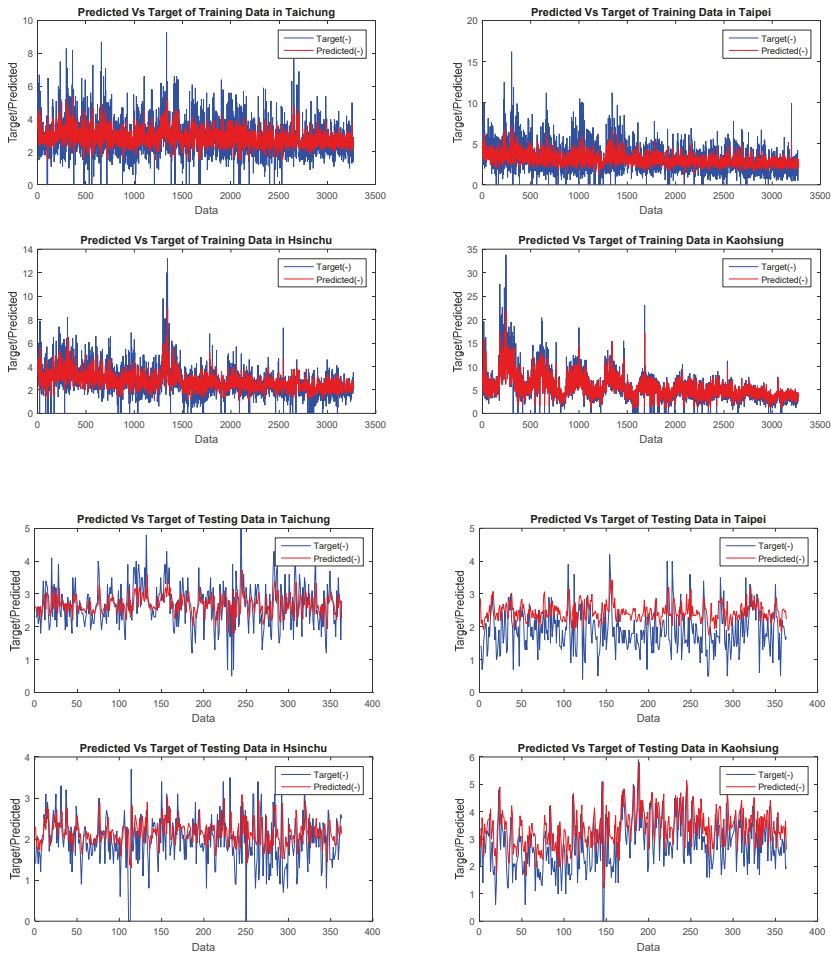 Predicted Vs Target of Training Data in Taichung
Target/Predicted
10
8
6
4
2
0
Target(-)
Predicted(-)
0 500 1000 1500 2000 2500 3000 3500
Data
Predicted Vs Target of Training Data in Taipei
Target/Predicted
20
15
10
5
0
Target(-)
Predicted(-)
0 500 1000 1500 2000 2500 3000 3500
Data
Predicted Vs Target of Training Data in Hsinchu
Target/Predicted
14
12
10
8
6
4
2
0
Target(-)
Predicted(-)
0 500 1000 1500 2000 2500 3000 3500
Data
Predicted Vs Target of Training Data in Kaohsiung
Target/Predicted
35
30
25
20
15
10
5
0
Target(-)
Predicted(-)
0 500 1000 1500 2000 2500 3000 3500
Data
Predicted Vs Target of Testing Data in Taichung
Target/Predicted
5
4
3
2
1
0
Target(-)
Predicted(-)
0 50 100 150 200 250 300 350 400
Data
Predicted Vs Target of Testing Data in Taipei
Target/Predicted
5
4
3
2
1
0
Target(-)
Predicted(-)
0 50 100 150 200 250 300 350 400
Data
Predicted Vs Target of Testing Data in Hsinchu
Target/Predicted
4
3
2
1
0
Target(-)
Predicted(-)
0 50 100 150 200 250 300 350 400
Data
Predicted Vs Target of Testing Data in Kaohsiung
Target/Predicted
6
5
4
3
2
1
0
Target(-)
Predicted(-)
0 50 100 150 200 250 300 350 400
Data